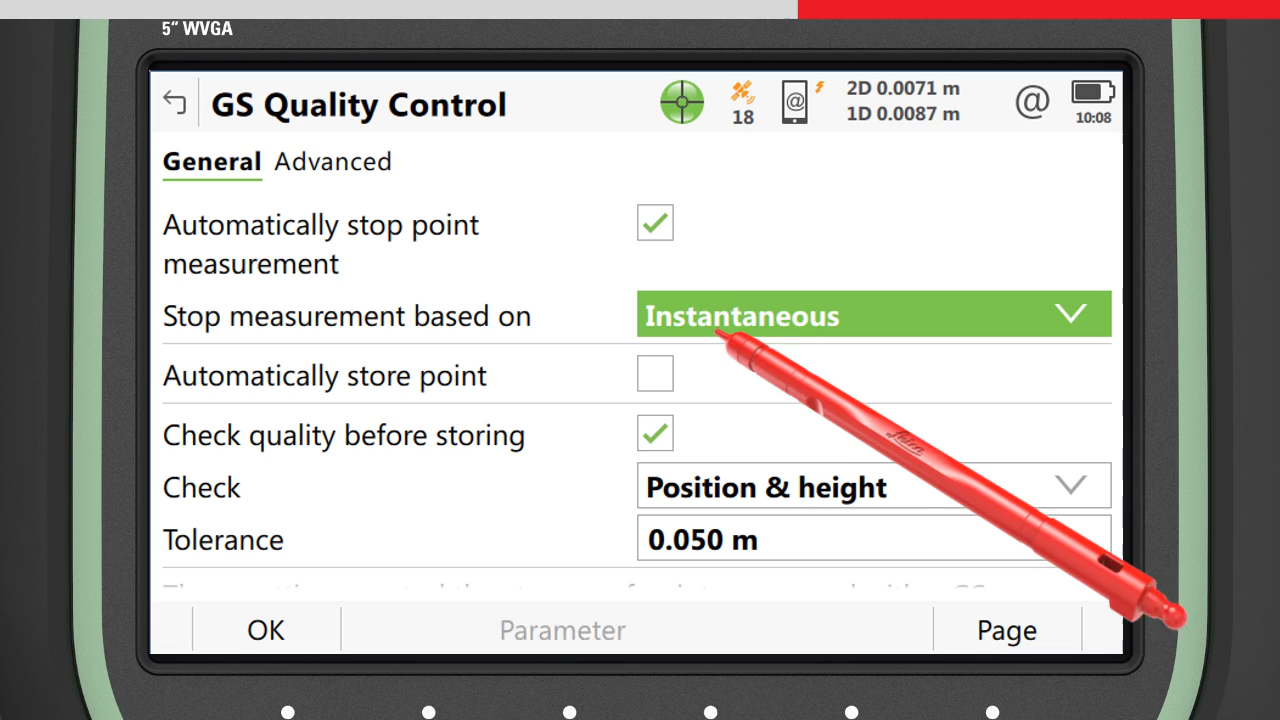 5“ WVGA
GS Quality Control
18
@
2D 0.0071 m
1D 0.0087 m
@
10:08
General Advanced
Automatically stop point
measurement
Stop measurement based on
Instantaneous
Automatically store point
Check quality before storing
Check
Position & height
Tolerance
0.050 m
OK
Parameter
Page
Leica